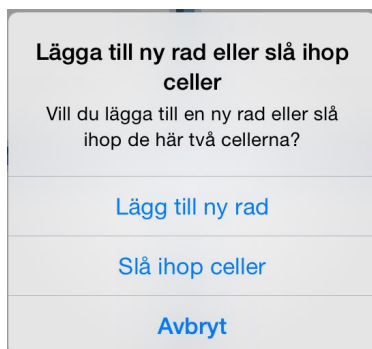 Lägga till ny rad eller slå ihop
celler
Vill du lägga till en ny rad eller slå
ihop de här två cellerna?
Lägg till ny rad
Slå ihop celler
Avbryt